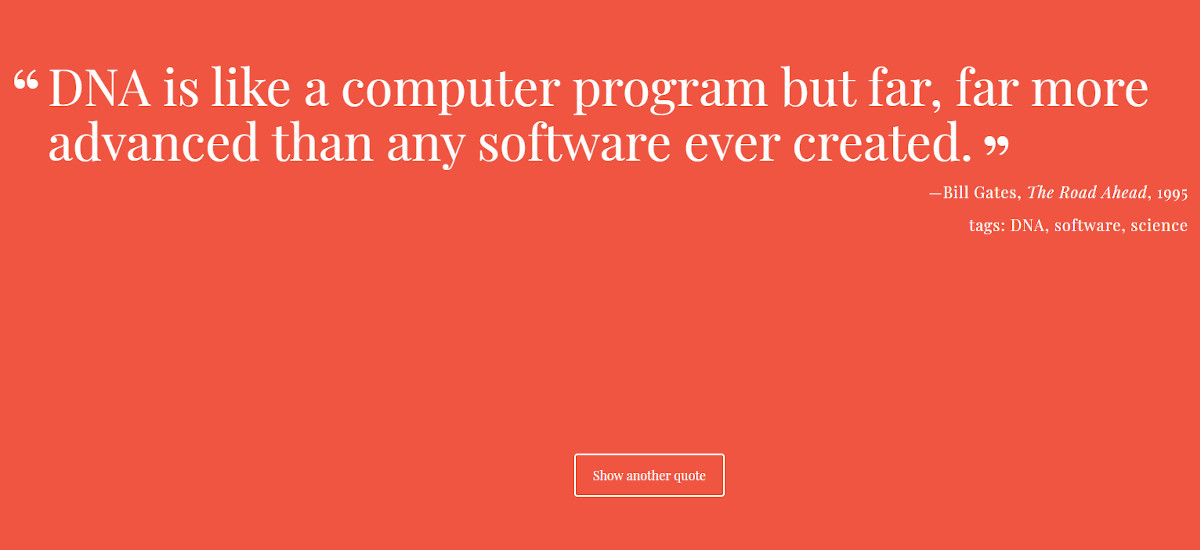 “ DNA is like a computer program but far, far more
advanced than any software ever created. ”
—Bill Gates, The Road Ahead, 1995
tags: DNA, software, science
Show another quote